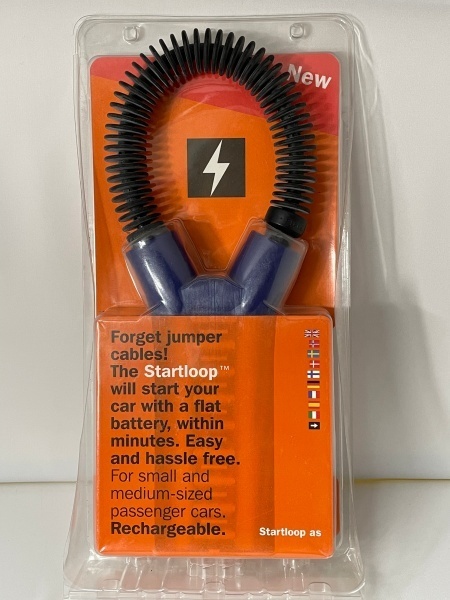 New
Forget jumper
cables!
The Startloop™
will start your
car with a flat
battery, within
minutes. Easy
and hassle free.
For small and
medium-sized
passenger cars.
Rechargeable.
Startloop as